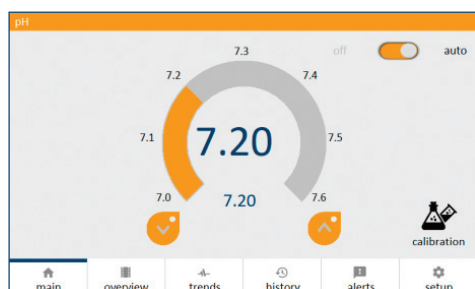 pH
off auto
7.3
7.2 7.4
7.1 7.20 7.5
7.0 7.20 7.6
calibration
main overview trends history alerts setup